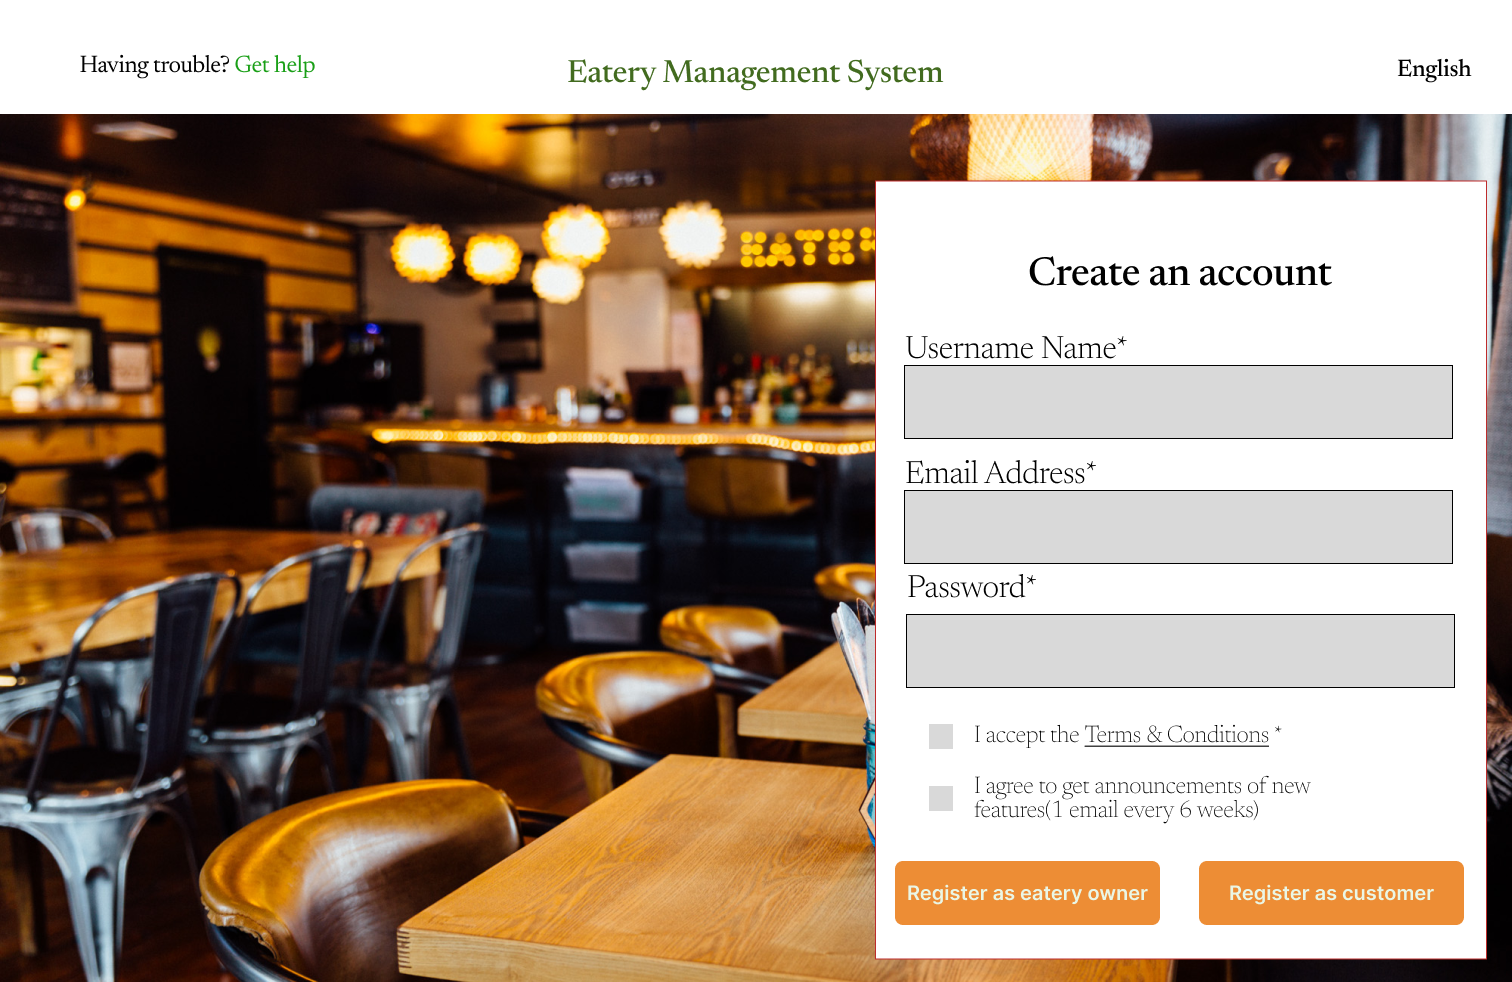 Having trouble? Get help
Eatery Management System
English
EATER
Create an account
Username Name*
Email Address*
Password*
I accept the Terms & Conditions *
I agree to get announcements of new
features(1 email every 6 weeks)
Register as eatery owner
Register as customer